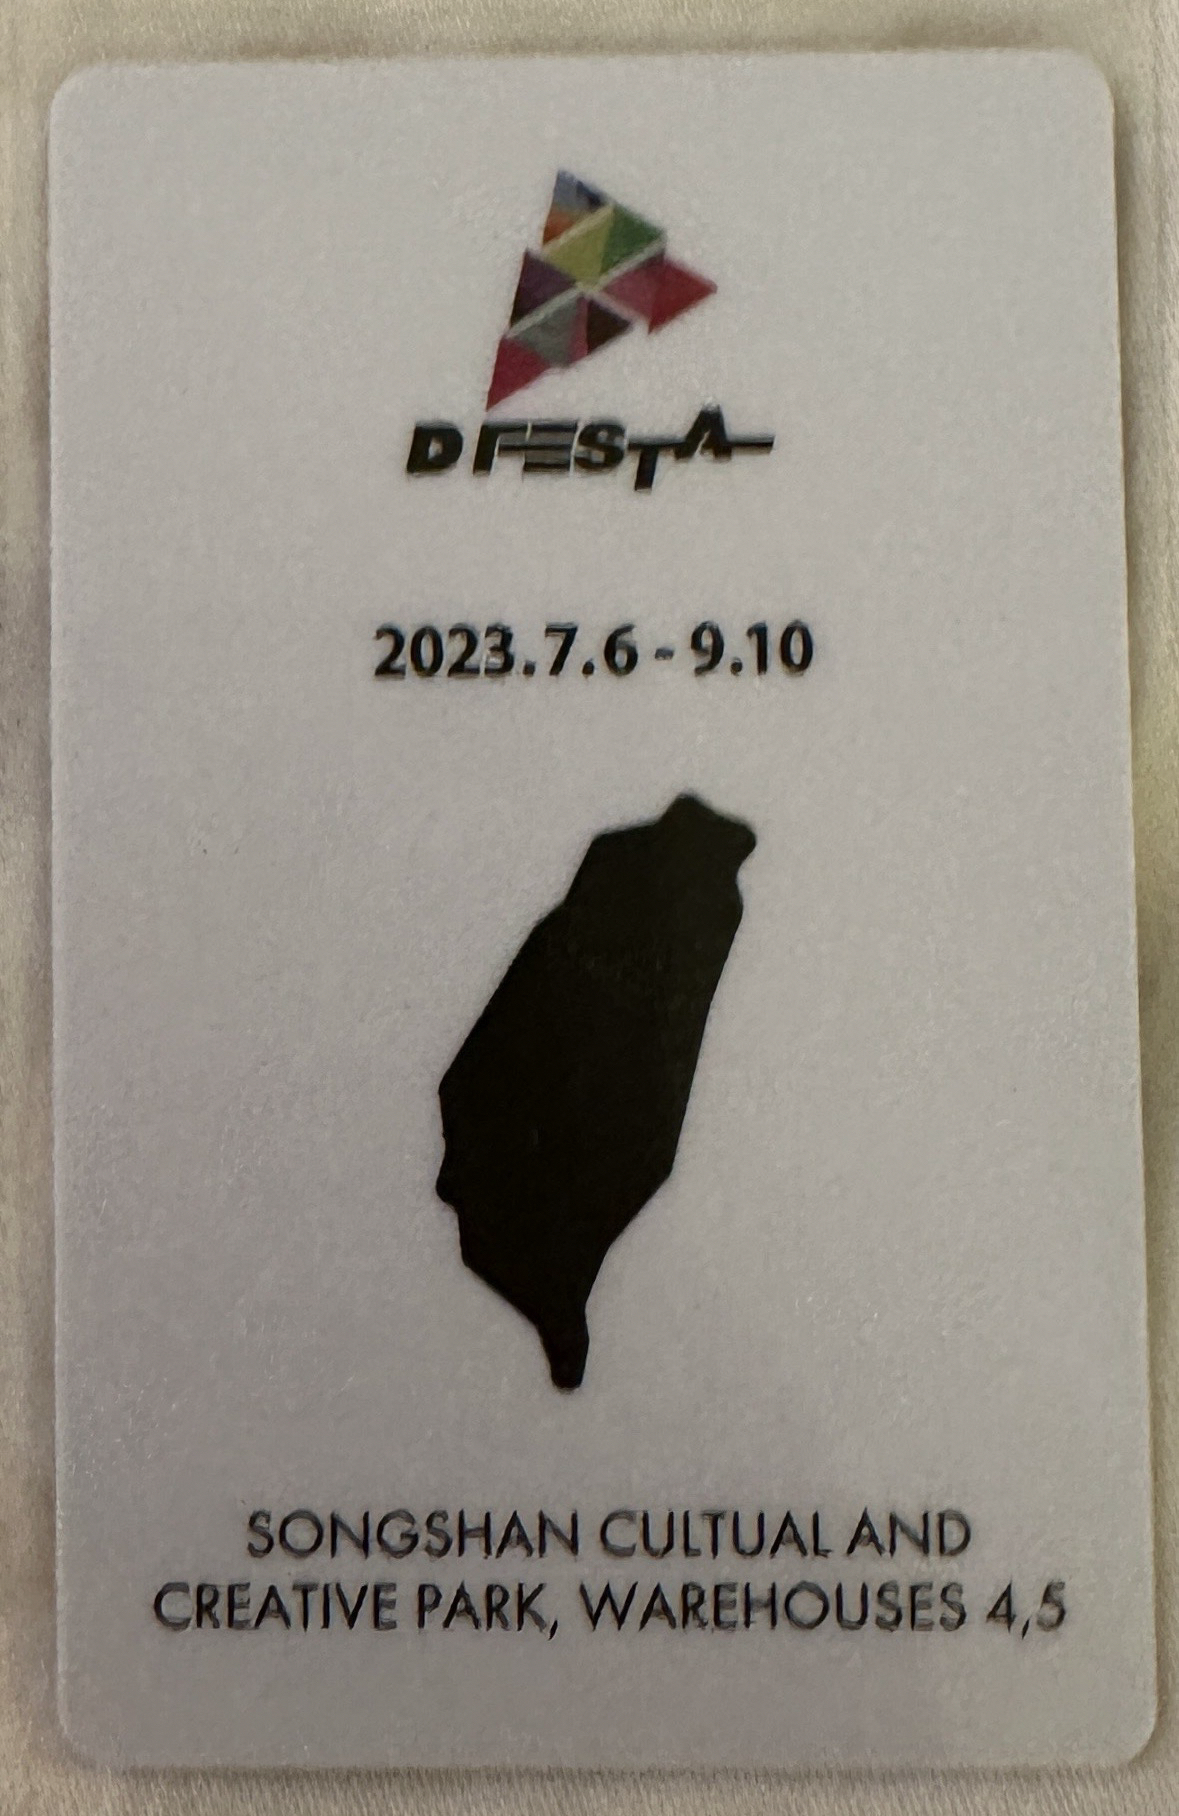 D'FESTA
2023.7.6 - 9.10
SONGSHAN CULTUAL AND
CREATIVE PARK, WAREHOUSES 4,5